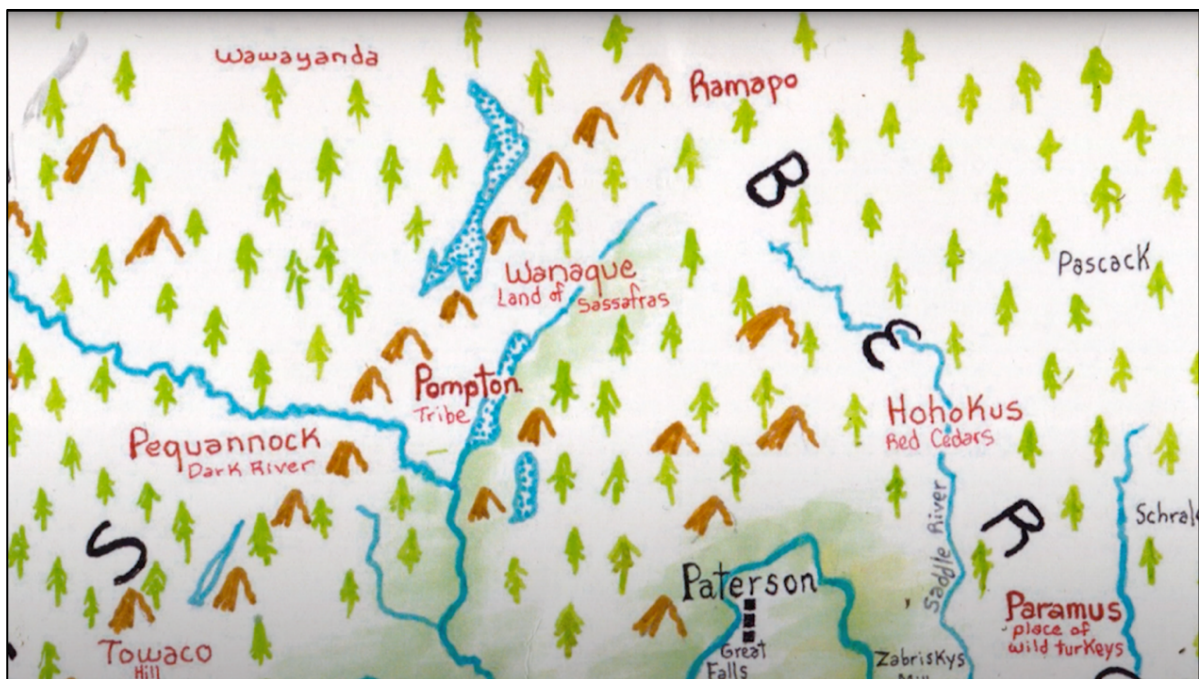 Wawayanda
Ramapo
B
Pascack
Wanaque
Land of Sassafras
E
Pompton
Tribe
HohoKus
Red Cedars
Pequannock
Dark River
Saddle River
R
S
Paterson
Paramus
place of
wild turkeys
Great
Falls
Zabriskys
Towaco
Hill